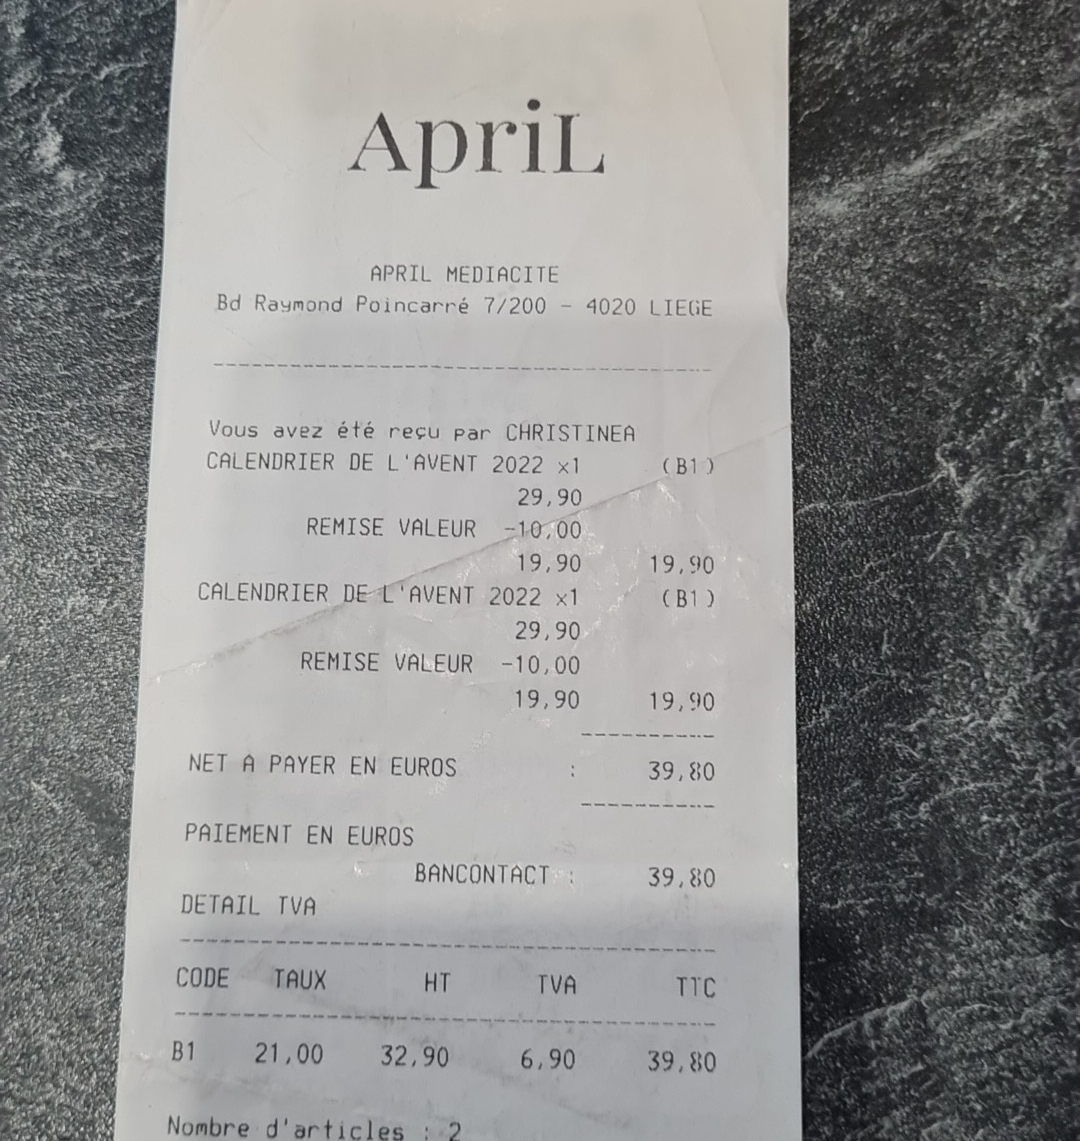 ApriL
APRIL MEDIACITE
Bd Raymond Poincarré 7/200 - 4020 LIEGE
Vous avez été reçu par CHRISTINEA
CALENDRIER DE L'AVENT 2022 x1 (B1)
29,90
REMISE VALEUR -10,00
19,90 19,90
CALENDRIER DE L'AVENT 2022 x1 (B1)
29,90
REMISE VALEUR -10,00
19,90 19,90
NET A PAYER EN EUROS : 39,80
PAIEMENT EN EUROS
BANCONTACT : 39,80
DETAIL TVA
CODE TAUX HT TVA TTC
B1 21,00 32,90 6,90 39,80
Nombre d'articles : 2